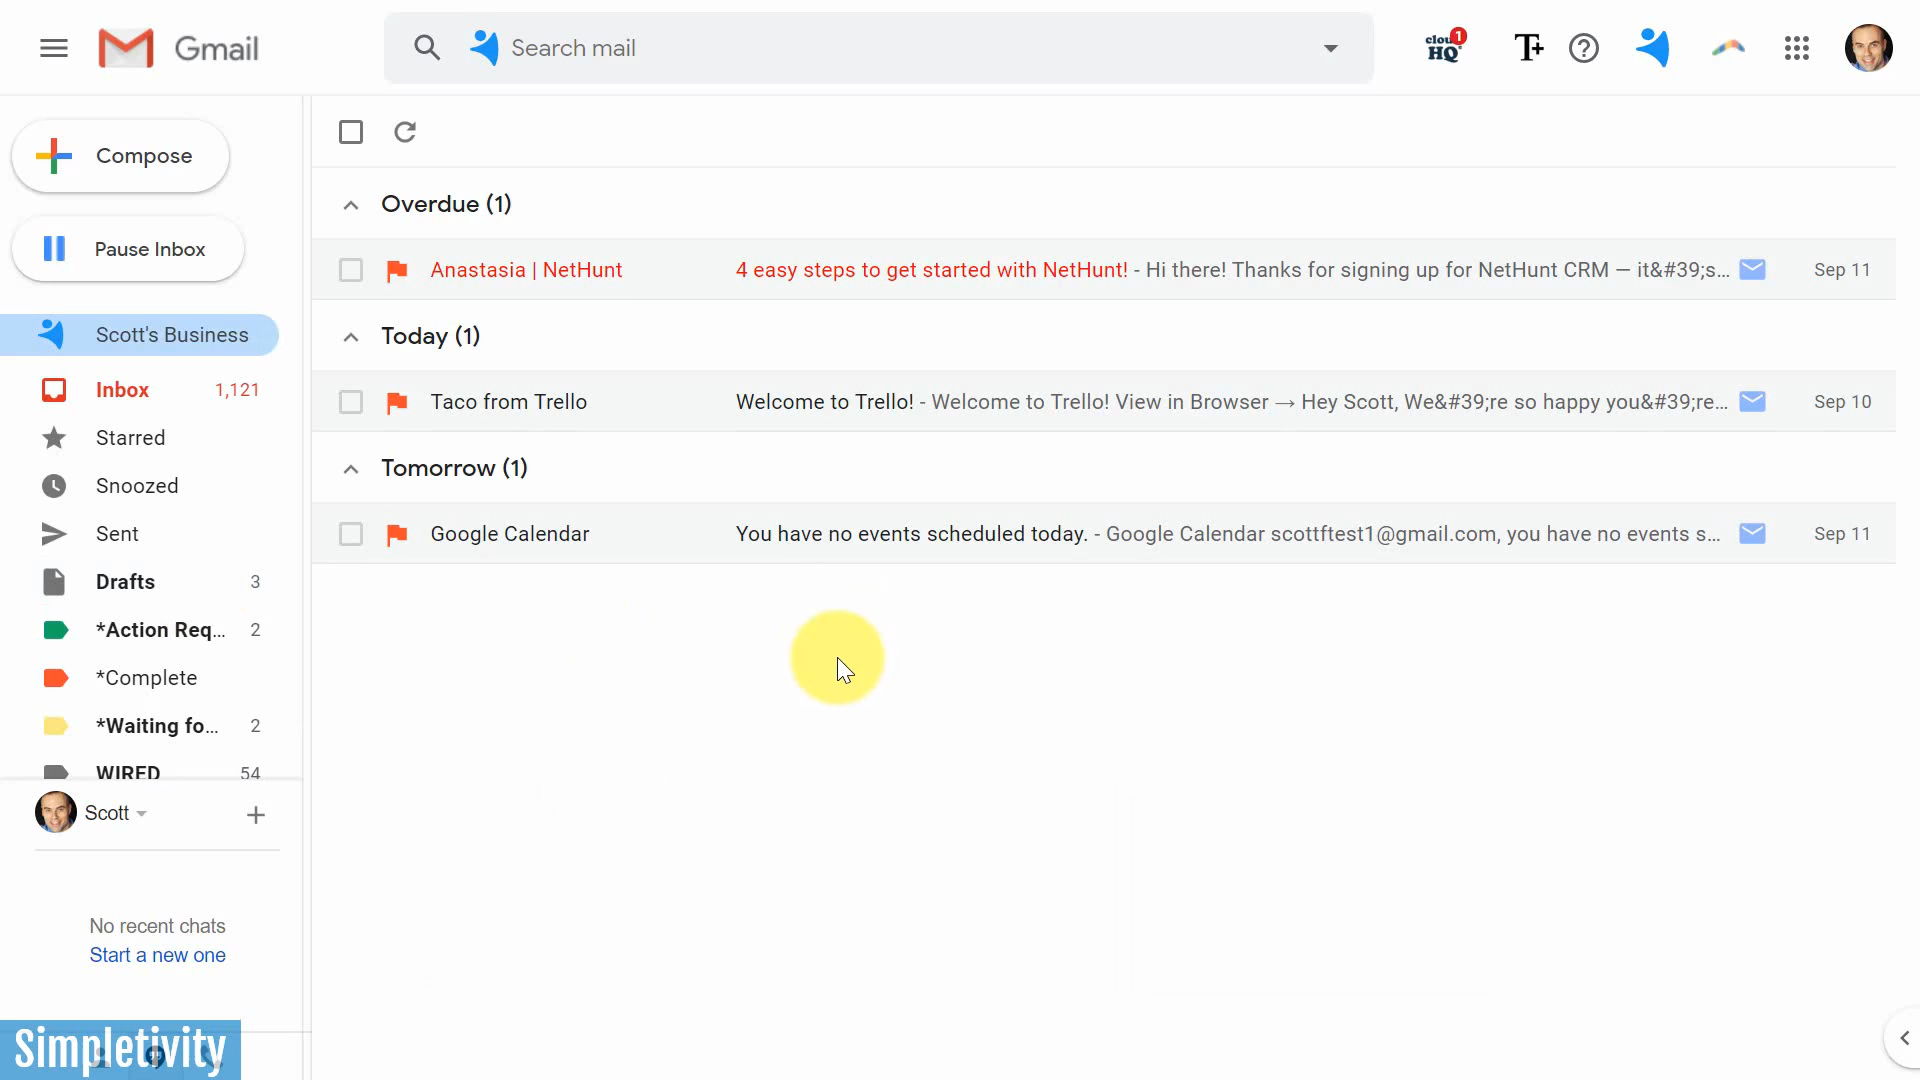 Gmail
Search mail
cloud HQ 1
T+
Compose
Pause Inbox
Scott's Business
Inbox 1,121
Starred
Snoozed
Sent
Drafts 3
*Action Req... 2
*Complete
*Waiting fo... 2
WIRED 54
Scott
No recent chats
Start a new one
Simpletivity
Overdue (1)
Anastasia | NetHunt 4 easy steps to get started with NetHunt! - Hi there! Thanks for signing up for NetHunt CRM — it&#39;s... Sep 11
Today (1)
Taco from Trello Welcome to Trello! - Welcome to Trello! View in Browser → Hey Scott, We&#39;re so happy you&#39;re... Sep 10
Tomorrow (1)
Google Calendar You have no events scheduled today. - Google Calendar scottftest1@gmail.com, you have no events s... Sep 11